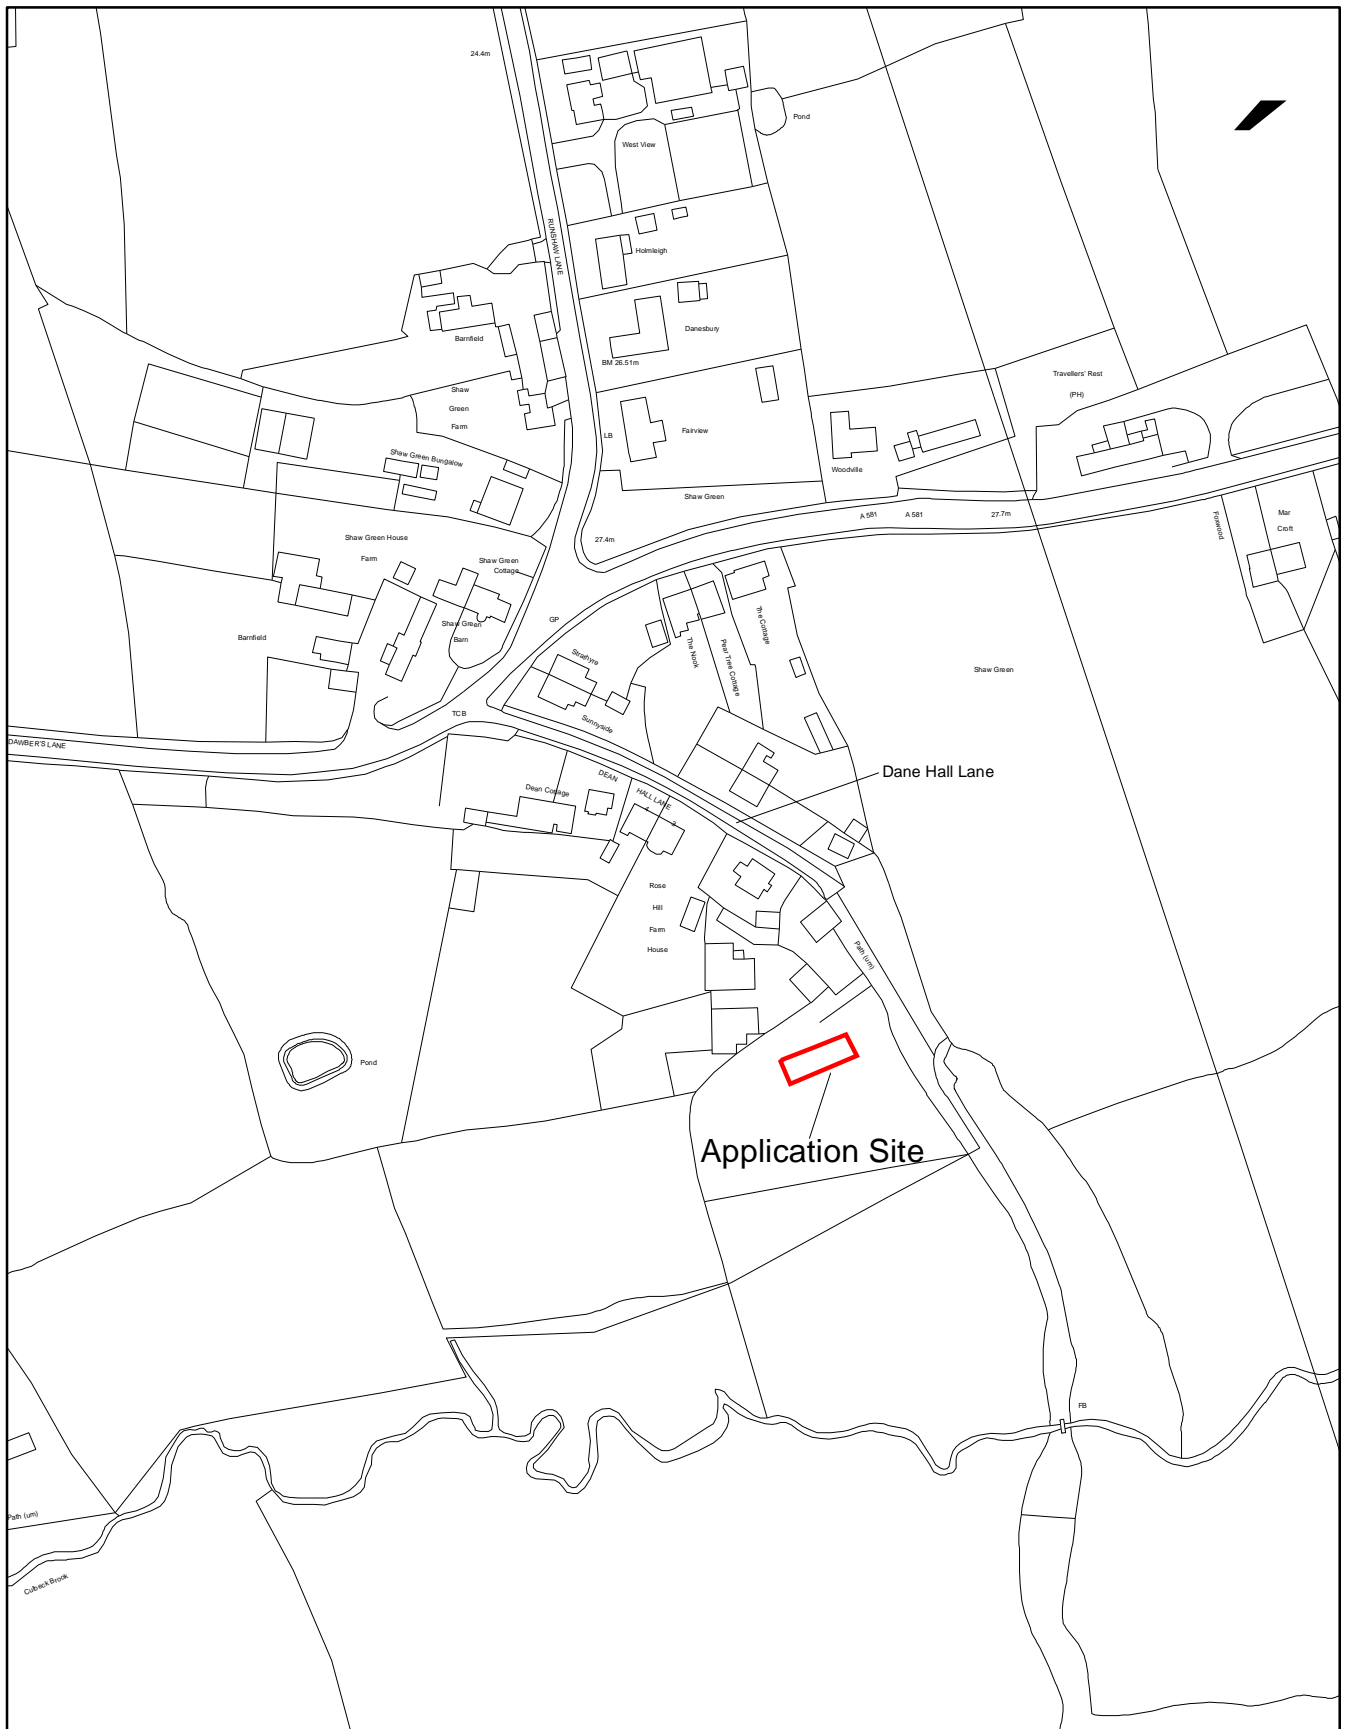 24.4m
Pond
West View
RUNSHAW LANE
Holmleigh
Danesbury
Barnfield
BM 26.51m
Travellers' Rest
(PH)
Shaw
Green
Farm
LB
Fairview
Shaw Green Bungalow
Woodville
Shaw Green
A 581
A 581
27.7m
Foxwood
Mar
Croft
27.4m
Shaw Green House
Farm
Shaw Green
Cottage
GP
Shaw Green
Barn
Barnfield
The Cottage
The Nook
Pear Tree Cottage
Strathyre
Shaw Green
TCB
Sunnyside
DAWBER'S LANE
DEAN
HALL LANE
Dane Hall Lane
Dean Cottage
4
3
Rose
Hill
Farm
House
Path (um)
Pond
Application Site
FB
Path (um)
Culbeck Brook